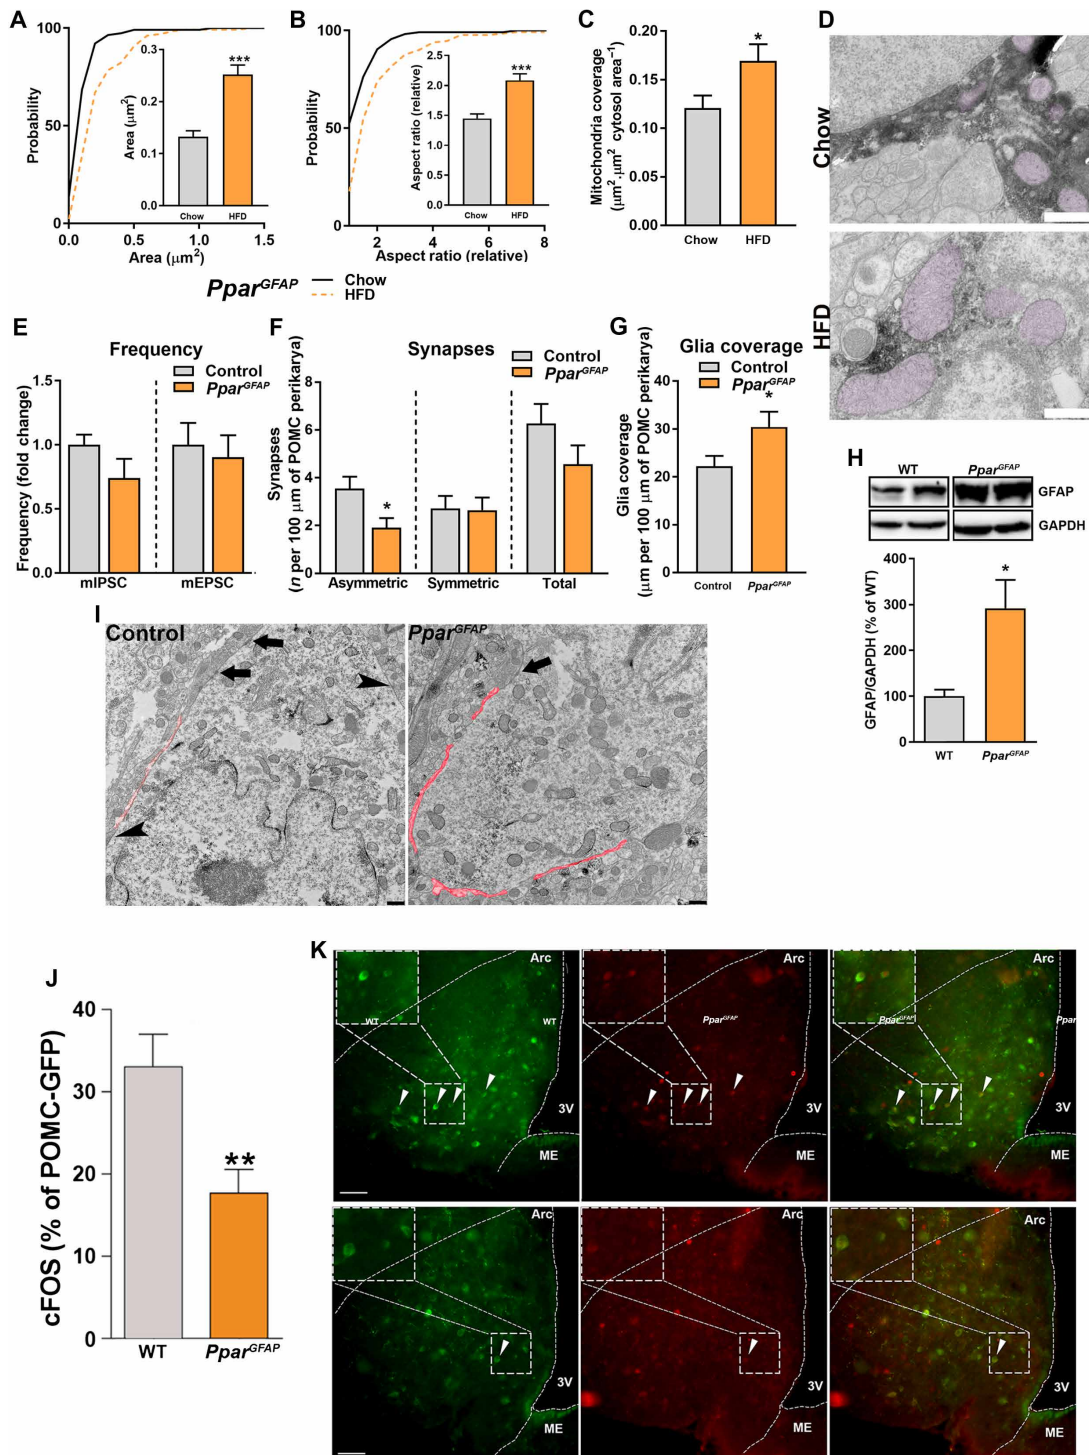 A
Probability
100
50
0
0.0
0.5
1.0
1.5
Area (μm²)
Area (μm²)
0.3
0.2
0.1
0.0
***
Chow
HFD
B
Probability
100
50
0
2
4
6
8
Aspect ratio (relative)
Aspect ratio (relative)
2.5
2.0
1.5
1.0
0.5
0.0
***
Chow
HFD
Ppar^GFAP
Chow
HFD
C
Mitochondria coverage
(μm².μm² cytosol area⁻¹)
0.20
0.15
0.10
0.05
0.00
*
Chow
HFD
D
Chow
HFD
E
Frequency
Control
Ppar^GFAP
Frequency (fold change)
1.5
1.0
0.5
0.0
mIPSC
mEPSC
F
Synapses
Control
Ppar^GFAP
Synapses
(n per 100 μm of POMC perikarya)
8
6
4
2
0
*
Asymmetric
Symmetric
Total
G
Glia coverage
Control
Ppar^GFAP
Glia coverage
(μm per 100 μm of POMC perikarya)
40
30
20
10
0
*
Control
Ppar^GFAP
H
WT
Ppar^GFAP
GFAP
GAPDH
GFAP/GAPDH (% of WT)
400
300
200
100
0
*
WT
Ppar^GFAP
I
Control
Ppar^GFAP
J
cFOS (% of POMC-GFP)
40
30
20
10
0
**
WT
Ppar^GFAP
K
Arc
WT
WT
3V
ME
Arc
Ppar^GFAP
3V
ME
Arc
Ppar^GFAP
Ppar
3V
ME
Arc
3V
ME
Arc
3V
ME
Arc
3V
ME